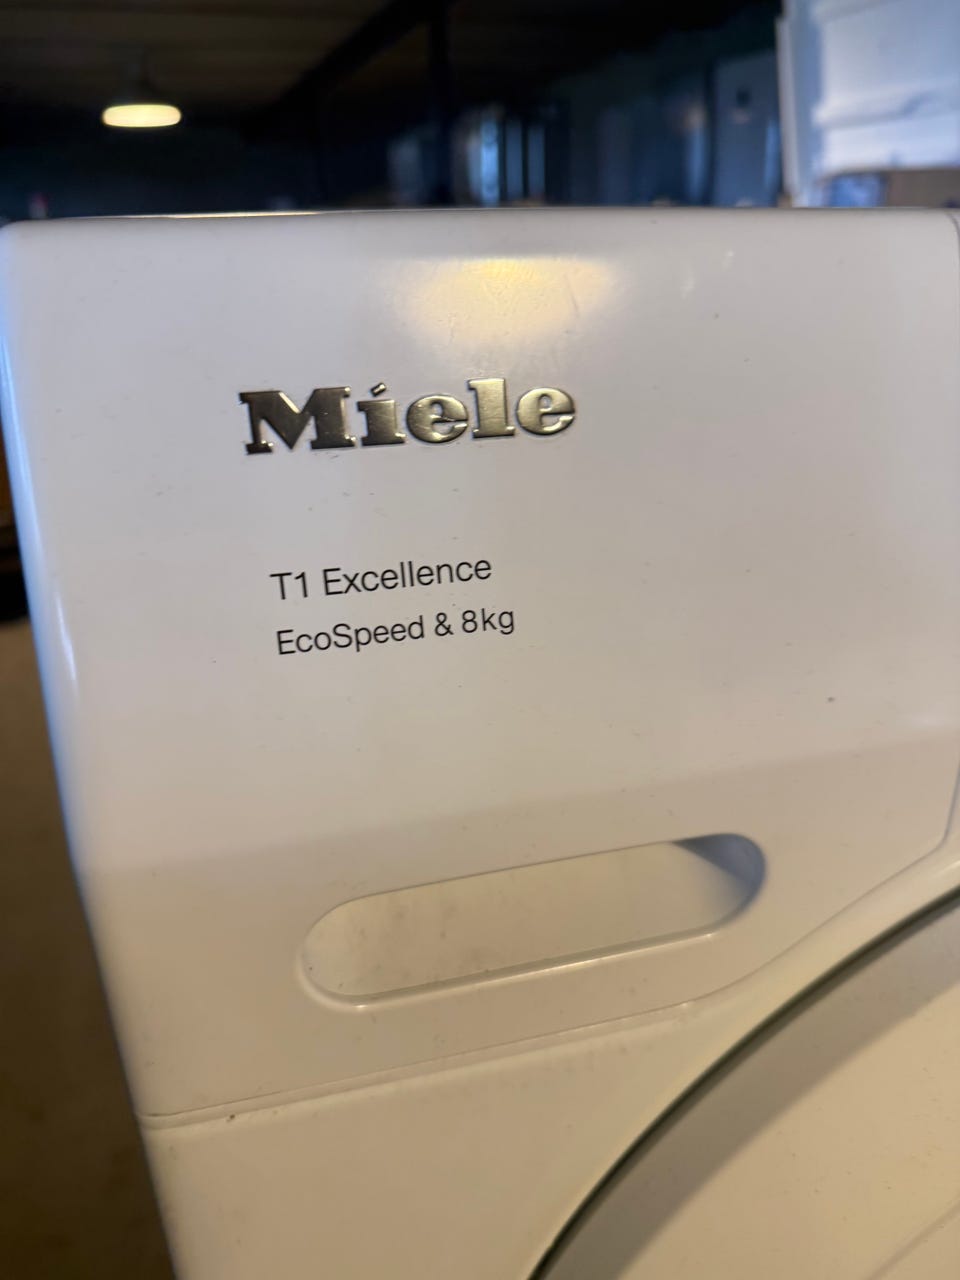 Miele
T1 Excellence
EcoSpeed & 8kg